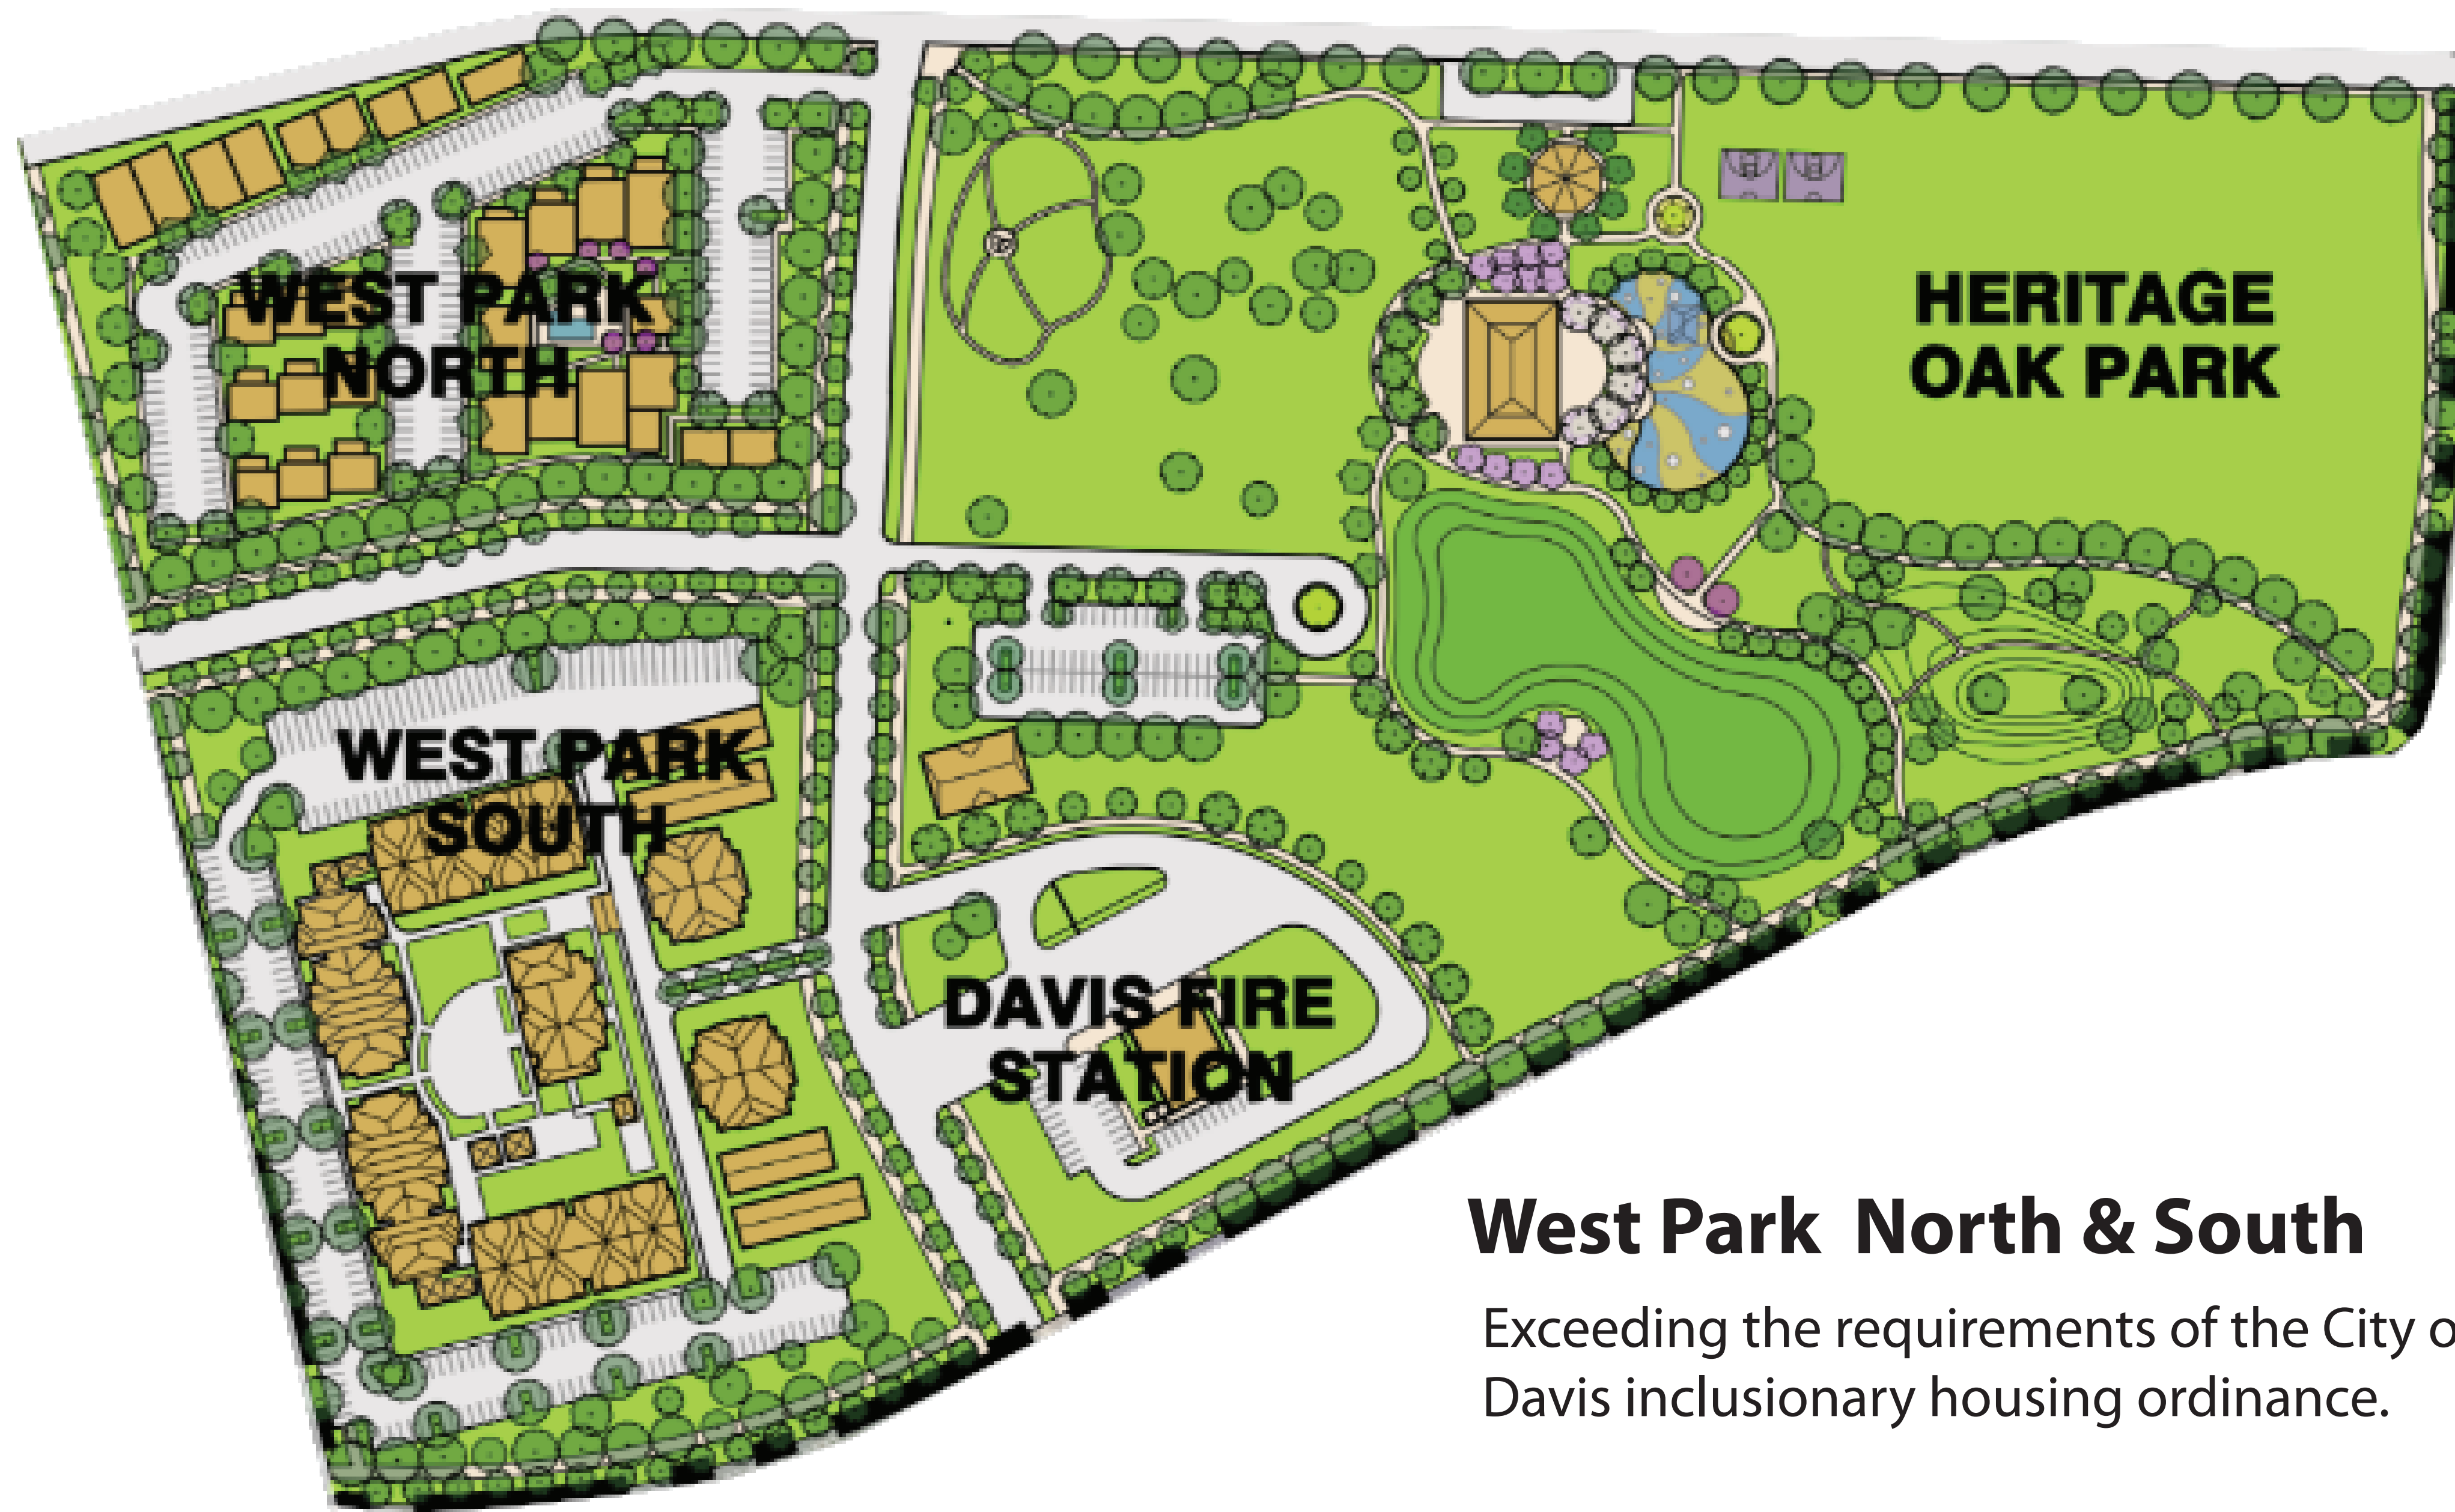 WEST PARK
NORTH
HERITAGE
OAK PARK
WEST PARK
SOUTH
DAVIS FIRE
STATION
West Park North & South
Exceeding the requirements of the City o
Davis inclusionary housing ordinance.